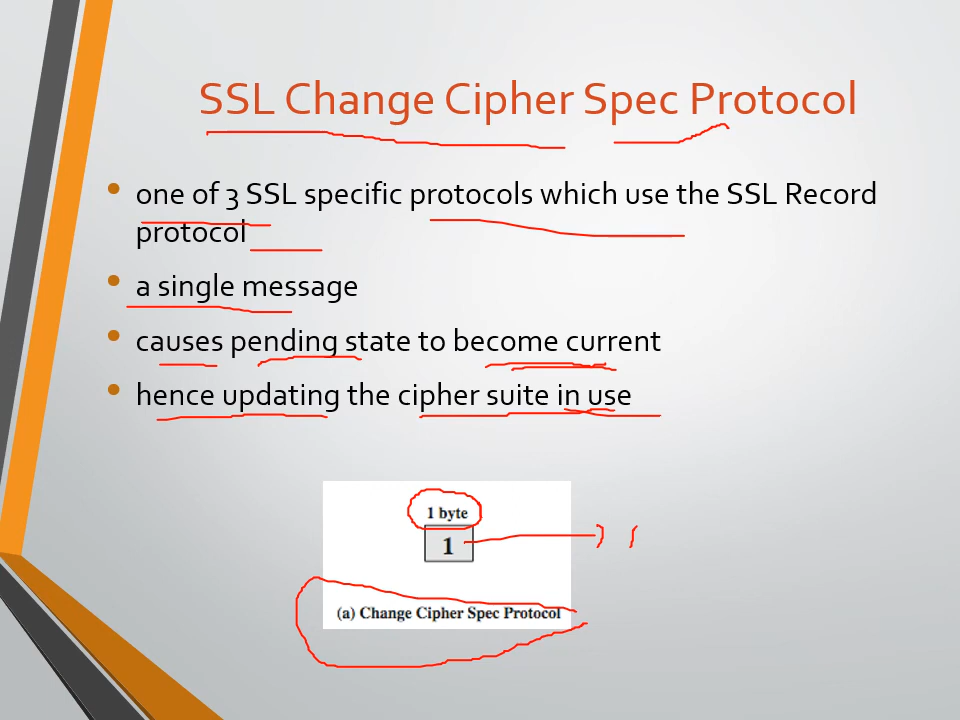 SSL Change Cipher Spec Protocol
• one of 3 SSL specific protocols which use the SSL Record
protocol
• a single message
• causes pending state to become current
• hence updating the cipher suite in use
1 byte
1
(a) Change Cipher Spec Protocol